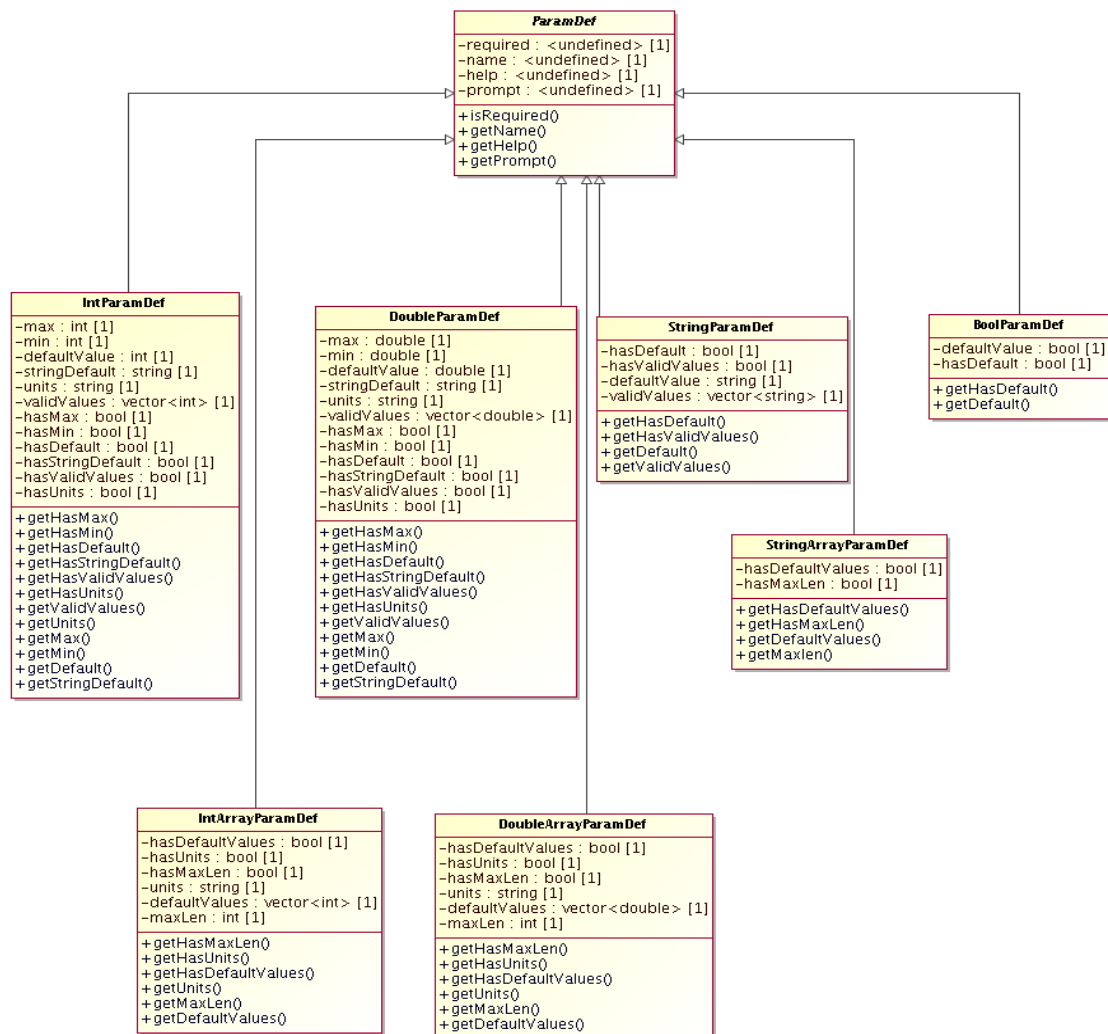 ParamDef
-required : <undefined> [1]
-name : <undefined> [1]
-help : <undefined> [1]
-prompt : <undefined> [1]
+isRequired()
+getName()
+getHelp()
+getPrompt()
IntParamDef
-max : int [1]
-min : int [1]
-defaultValue : int [1]
-stringDefault : string [1]
-units : string [1]
-validValues : vector<int> [1]
-hasMax : bool [1]
-hasMin : bool [1]
-hasDefault : bool [1]
-hasStringDefault : bool [1]
-hasValidValues : bool [1]
-hasUnits : bool [1]
+getHasMax()
+getHasMin()
+getHasDefault()
+getHasStringDefault()
+getHasValidValues()
+getHasUnits()
+getValidValues()
+getUnits()
+getMax()
+getMin()
+getDefault()
+getStringDefault()
DoubleParamDef
-max : double [1]
-min : double [1]
-defaultValue : double [1]
-stringDefault : string [1]
-units : string [1]
-validValues : vector<double> [1]
-hasMax : bool [1]
-hasMin : bool [1]
-hasDefault : bool [1]
-hasStringDefault : bool [1]
-hasValidValues : bool [1]
-hasUnits : bool [1]
+getHasMax()
+getHasMin()
+getHasDefault()
+getHasStringDefault()
+getHasValidValues()
+getHasUnits()
+getValidValues()
+getMax()
+getMin()
+getDefault()
+getStringDefault()
StringParamDef
-hasDefault : bool [1]
-hasValidValues : bool [1]
-defaultValue : string [1]
-validValues : vector<string> [1]
+getHasDefault()
+getHasValidValues()
+getDefault()
+getValidValues()
BoolParamDef
-defaultValue : bool [1]
-hasDefault : bool [1]
+getHasDefault()
+getDefault()
StringArrayParamDef
-hasDefaultValues : bool [1]
-hasMaxLen : bool [1]
+getHasDefaultValues()
+getHasMaxLen()
+getDefaultValues()
+getMaxlen()
IntArrayParamDef
-hasDefaultValues : bool [1]
-hasUnits : bool [1]
-hasMaxLen : bool [1]
-units : string [1]
-defaultValues : vector<int> [1]
-maxLen : int [1]
+getHasMaxLen()
+getHasUnits()
+getHasDefaultValues()
+getUnits()
+getMaxLen()
+getDefaultValues()
DoubleArrayParamDef
-hasDefaultValues : bool [1]
-hasUnits : bool [1]
-hasMaxLen : bool [1]
-units : string [1]
-defaultValues : vector<double> [1]
-maxLen : int [1]
+getHasMaxLen()
+getHasUnits()
+getHasDefaultValues()
+getUnits()
+getMaxLen()
+getDefaultValues()